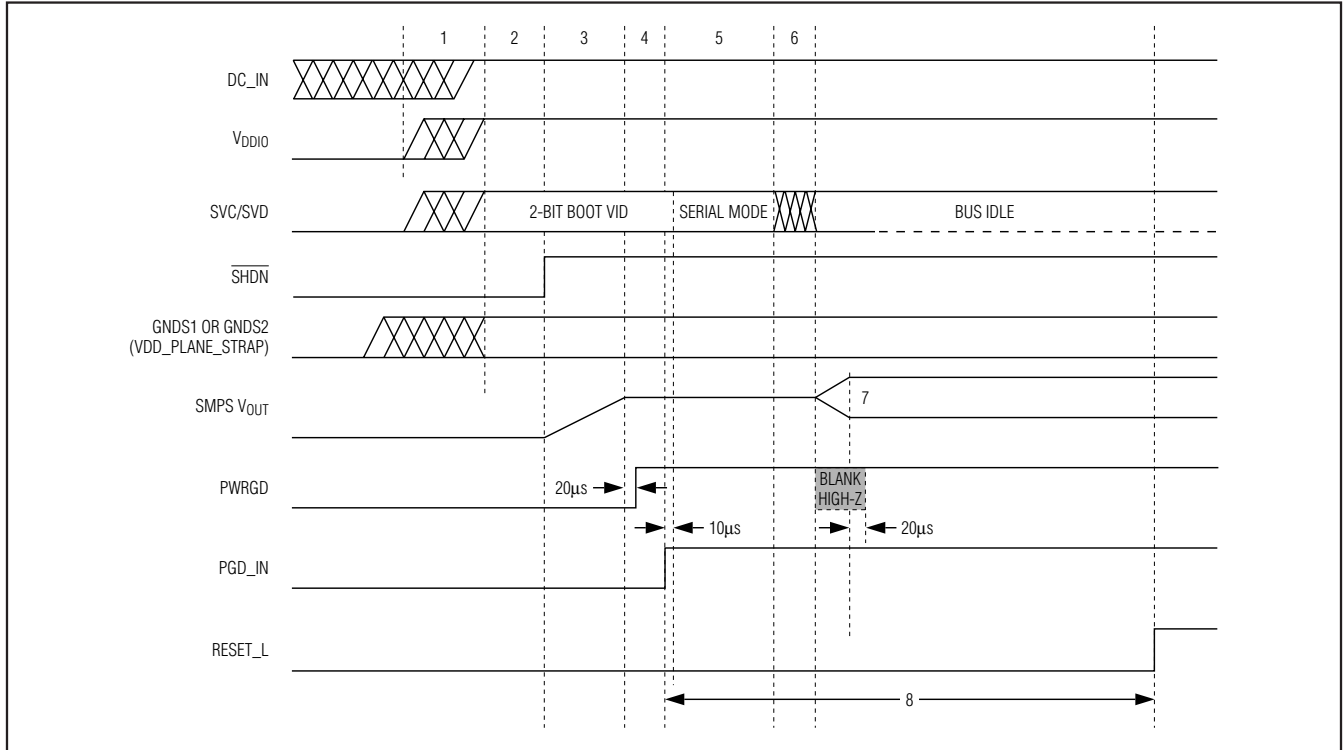 1 2 3 4 5 6
DC_IN
VDDIO
SVC/SVD 2-BIT BOOT VID SERIAL MODE BUS IDLE
SHDN
GNDS1 OR GNDS2
(VDD_PLANE_STRAP)
SMPS VOUT 7
PWRGD 20µs BLANK
HIGH-Z
10µs 20µs
PGD_IN
RESET_L
8